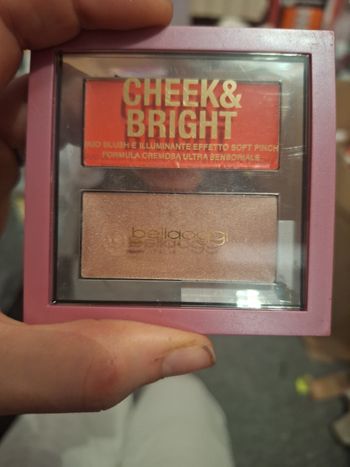 CHEEK&
BRIGHT
DUO BLUSH E ILLUMINANTE EFFETTO SOFT PINCH
FORMULA CREMOSA ULTRA SENSORIALE
bellaoggi